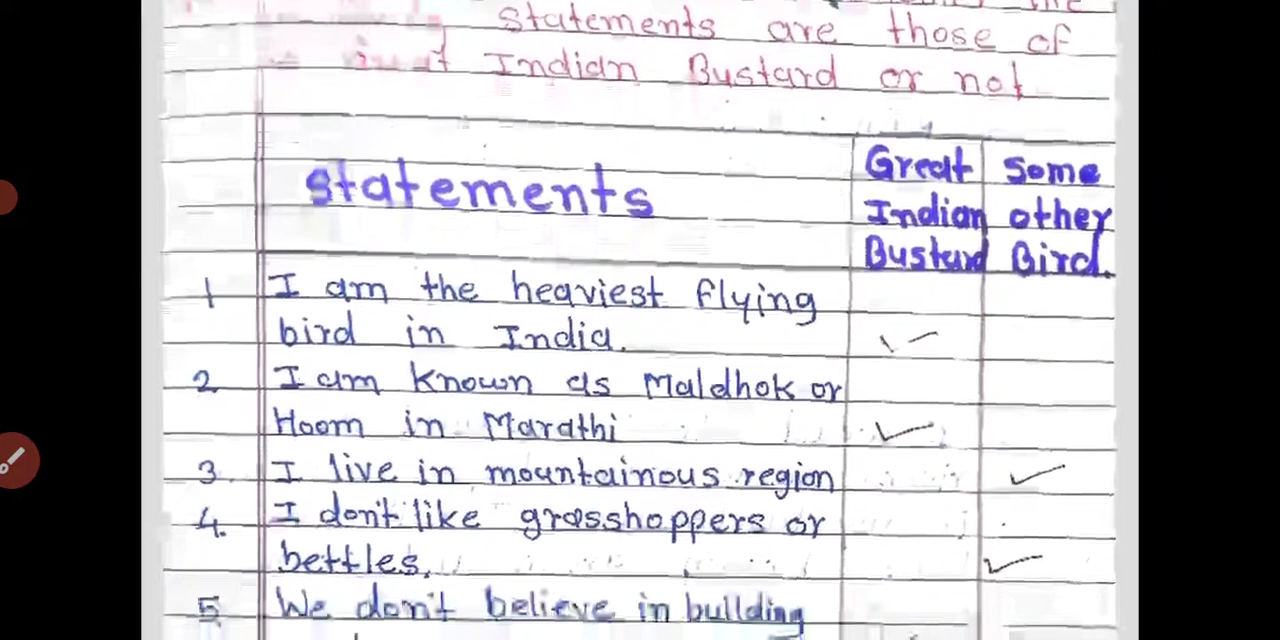 statements are those of
Indian Bustard or not
Statements
Great Indian Bustard
Some other Bird.
1 I am the heaviest flying
bird in India.
2 I am known as Maldhok or
Hoom in Marathi
3. I live in mountainous region
4. I don't like grasshoppers or
bettles.
5 We don't believe in building